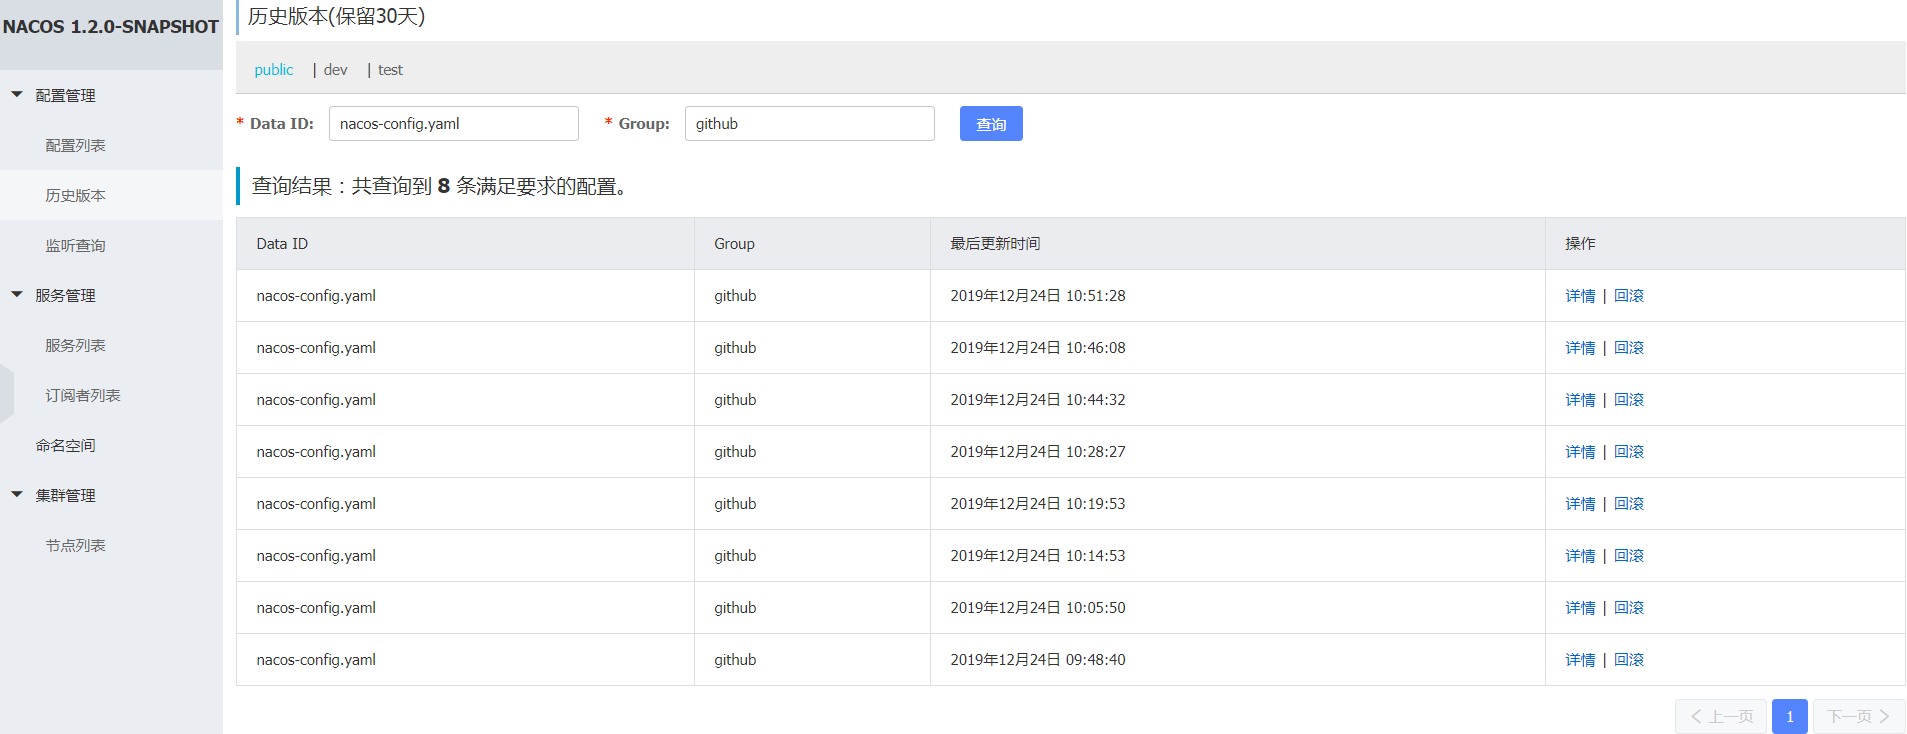 NACOS 1.2.0-SNAPSHOT
配置管理
配置列表
历史版本
监听查询
服务管理
服务列表
订阅者列表
命名空间
集群管理
节点列表
历史版本(保留30天)
public | dev | test
* Data ID: nacos-config.yaml * Group: github 查询
查询结果：共查询到 8 条满足要求的配置。
Data ID Group 最后更新时间 操作
nacos-config.yaml github 2019年12月24日 10:51:28 详情 | 回滚
nacos-config.yaml github 2019年12月24日 10:46:08 详情 | 回滚
nacos-config.yaml github 2019年12月24日 10:44:32 详情 | 回滚
nacos-config.yaml github 2019年12月24日 10:28:27 详情 | 回滚
nacos-config.yaml github 2019年12月24日 10:19:53 详情 | 回滚
nacos-config.yaml github 2019年12月24日 10:14:53 详情 | 回滚
nacos-config.yaml github 2019年12月24日 10:05:50 详情 | 回滚
nacos-config.yaml github 2019年12月24日 09:48:40 详情 | 回滚
上一页 1 下一页